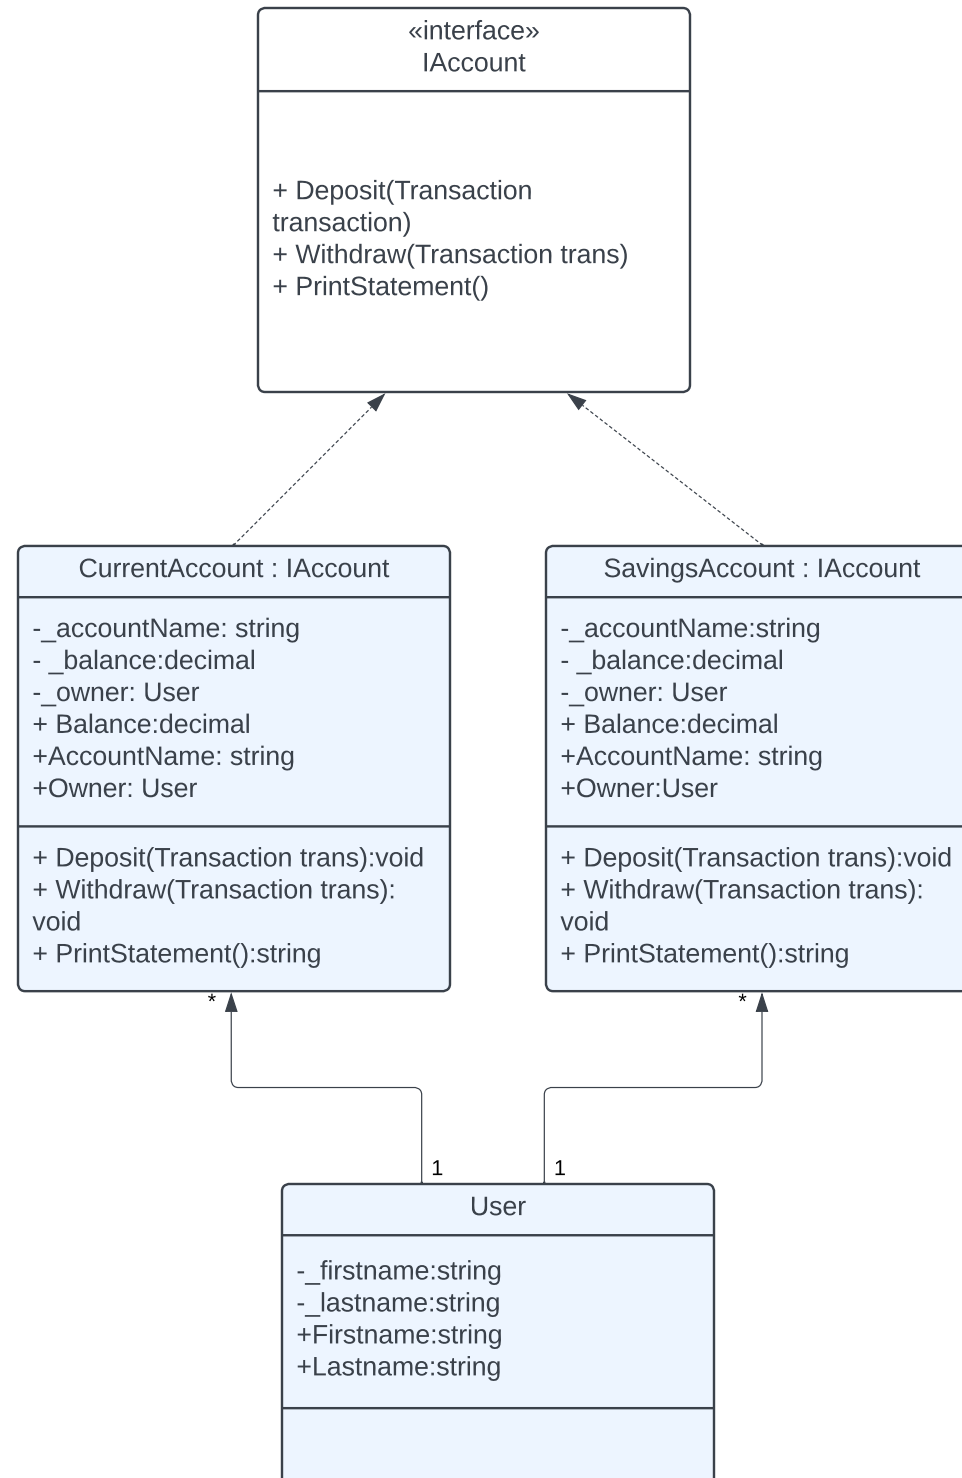 «interface»
IAccount
+ Deposit(Transaction
transaction)
+ Withdraw(Transaction trans)
+ PrintStatement()
CurrentAccount : IAccount
-_accountName: string
- _balance:decimal
-_owner: User
+ Balance:decimal
+AccountName: string
+Owner: User
+ Deposit(Transaction trans):void
+ Withdraw(Transaction trans):
void
+ PrintStatement():string
*
SavingsAccount : IAccount
-_accountName:string
- _balance:decimal
-_owner: User
+ Balance:decimal
+AccountName: string
+Owner:User
+ Deposit(Transaction trans):void
+ Withdraw(Transaction trans):
void
+ PrintStatement():string
*
1
1
User
-_firstname:string
-_lastname:string
+Firstname:string
+Lastname:string